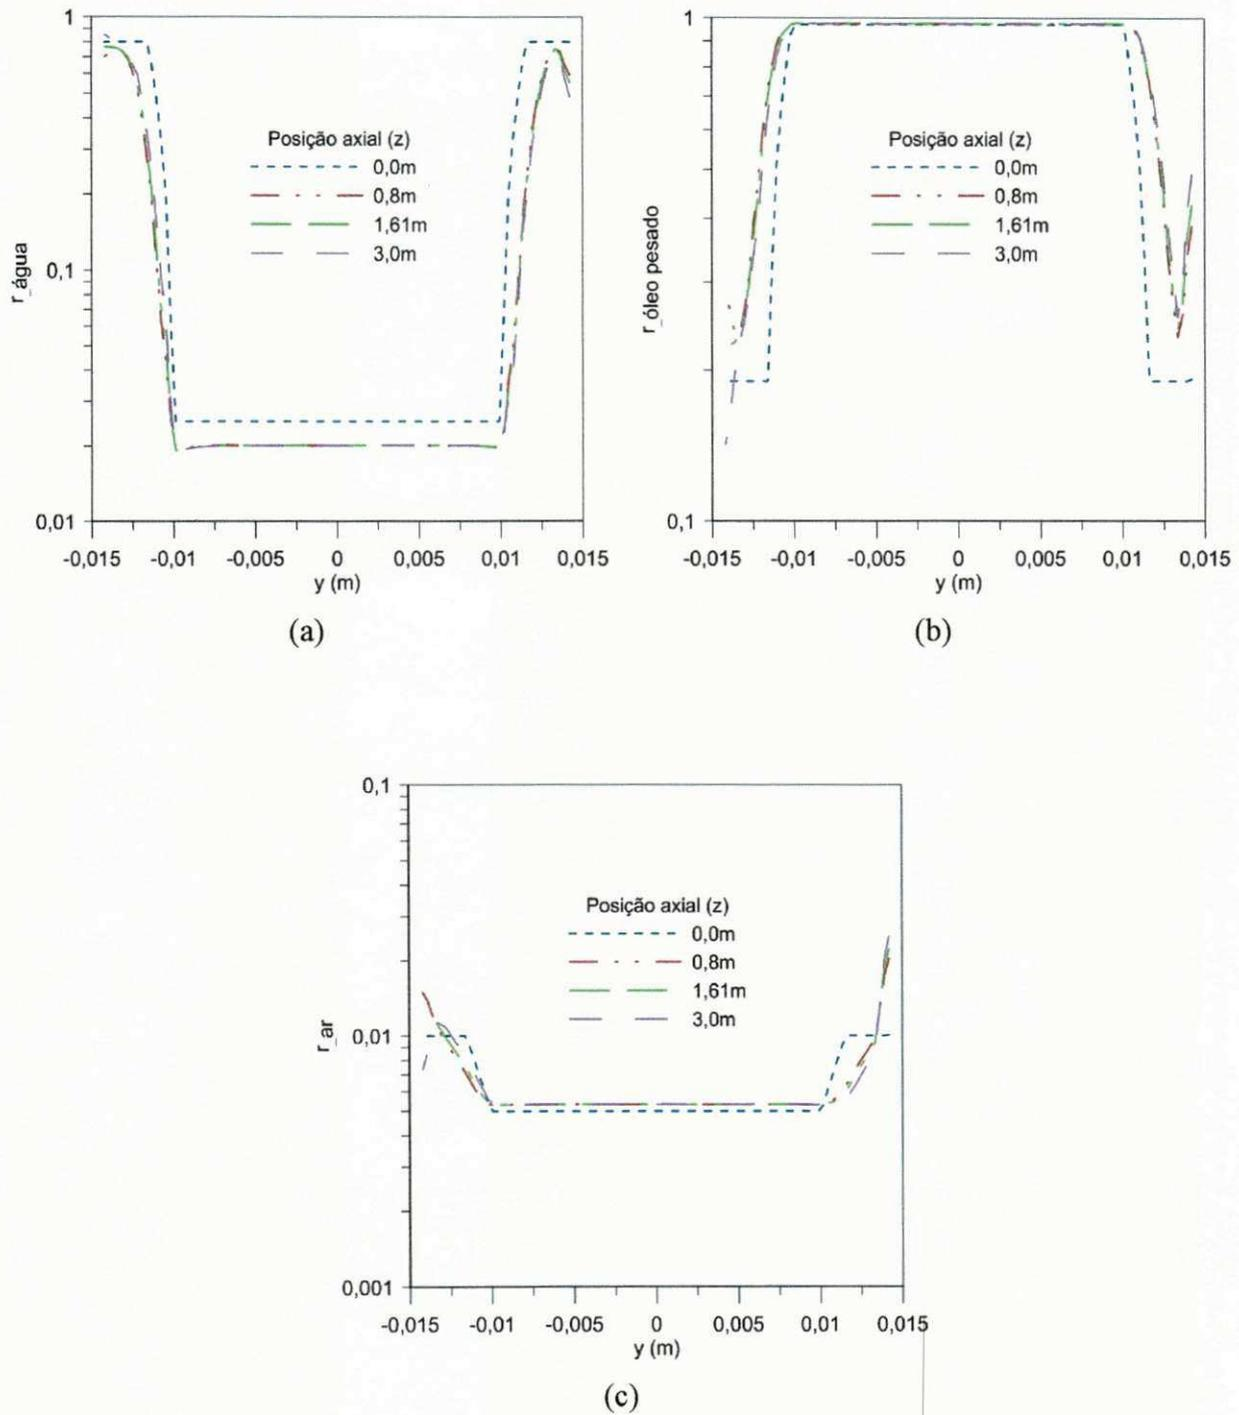 1
0,1
0,01
r_água
Posição axial (z)
0,0m
0,8m
1,61m
3,0m
-0,015 -0,01 -0,005 0 0,005 0,01 0,015
y (m)
(a)
1
0,1
r_óleo pesado
Posição axial (z)
0,0m
0,8m
1,61m
3,0m
-0,015 -0,01 -0,005 0 0,005 0,01 0,015
y (m)
(b)
0,1
0,01
0,001
r_ar
Posição axial (z)
0,0m
0,8m
1,61m
3,0m
-0,015 -0,01 -0,005 0 0,005 0,01 0,015
y (m)
(c)